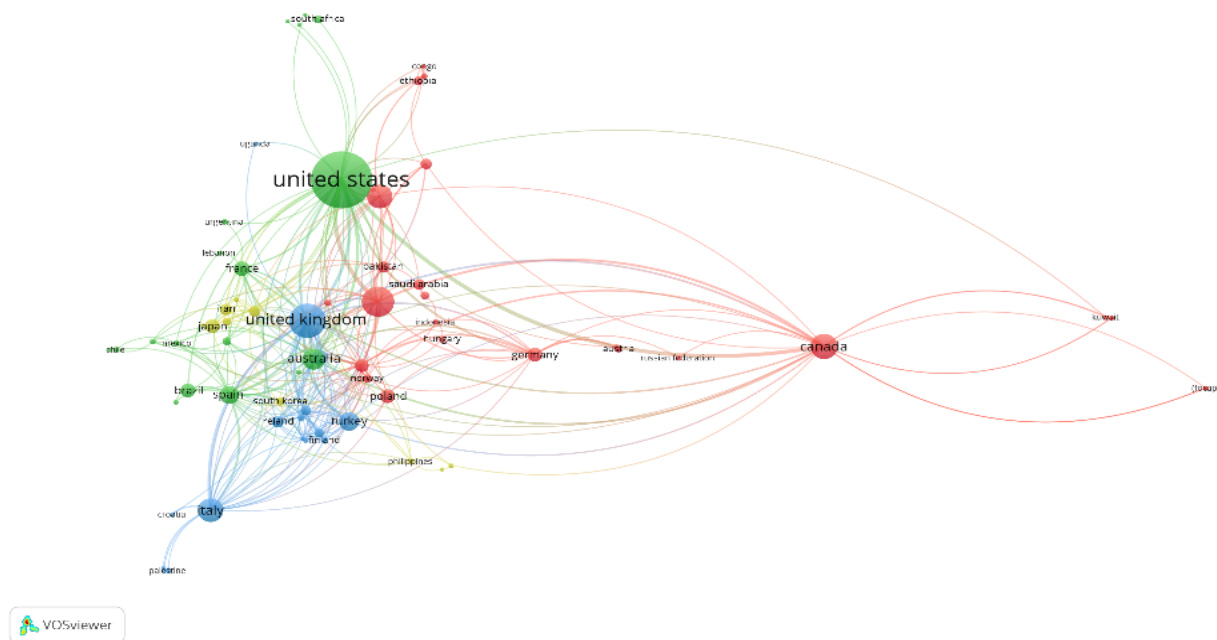 south africa
congo
ethiopia
uganda
united states
argentina
lebanon
france
pakistan
saudi arabia
iran
japan
united kingdom
indonesia
kuwait
mexico
hungary
canada
chile
australia
germany
austria
russian federation
norway
brazil
spain
poland
south korea
ireland
turkey
finland
philippines
italy
croatia
palestine
VOSviewer